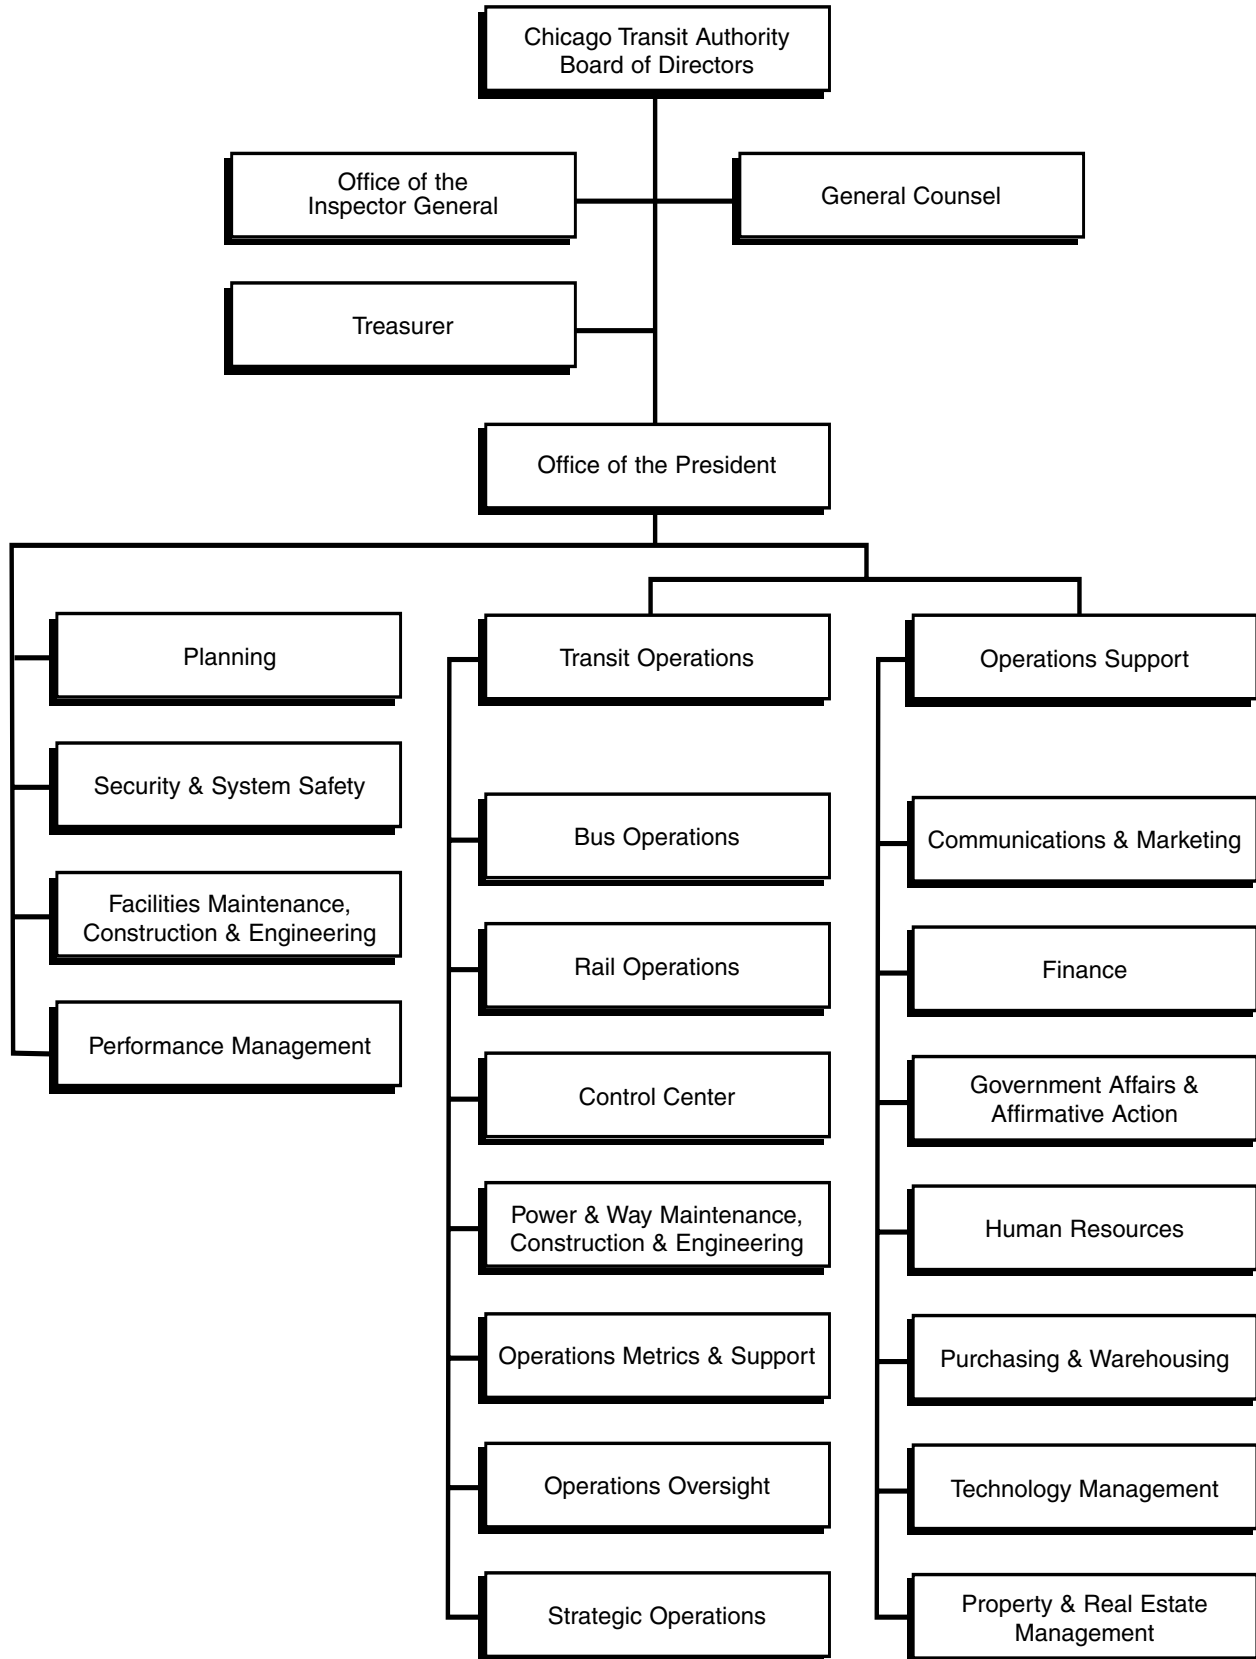 Chicago Transit Authority
Board of Directors
Office of the
Inspector General
General Counsel
Treasurer
Office of the President
Planning
Security & System Safety
Facilities Maintenance,
Construction & Engineering
Performance Management
Transit Operations
Bus Operations
Rail Operations
Control Center
Power & Way Maintenance,
Construction & Engineering
Operations Metrics & Support
Operations Oversight
Strategic Operations
Operations Support
Communications & Marketing
Finance
Government Affairs &
Affirmative Action
Human Resources
Purchasing & Warehousing
Technology Management
Property & Real Estate
Management